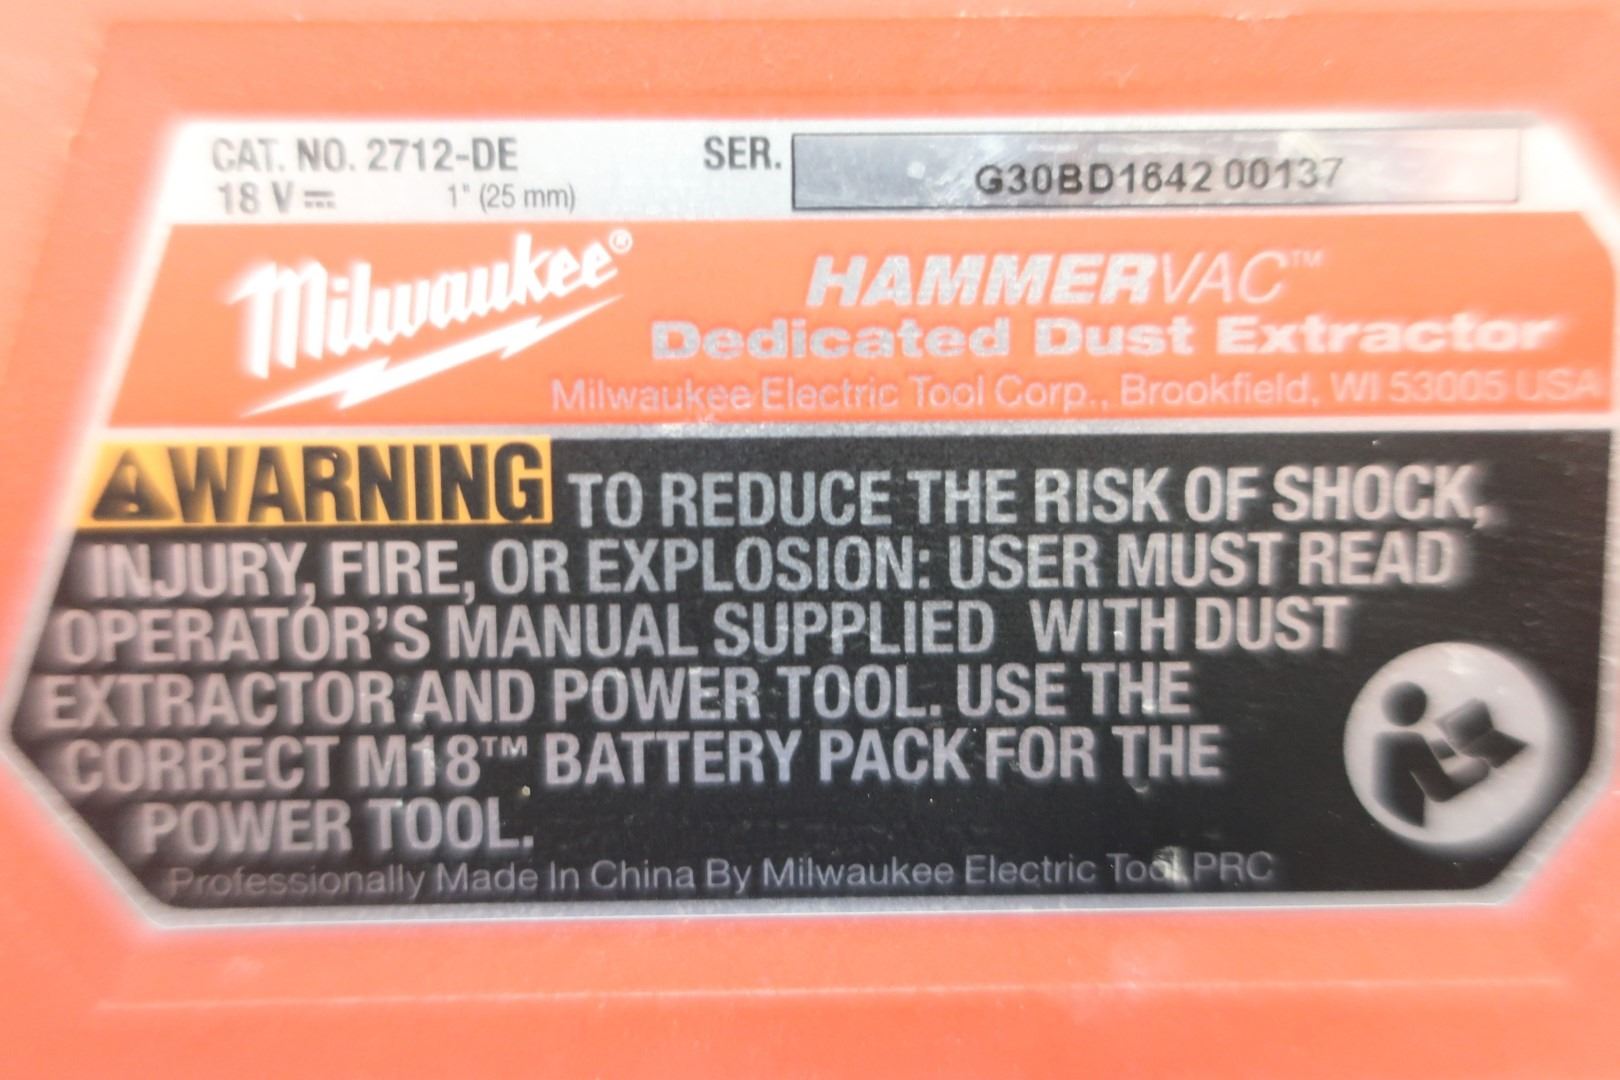 CAT. NO. 2712-DE SER. G30BD1642 00137
18 V⎓ 1" (25 mm)
Milwaukee®
HAMMERVAC™
Dedicated Dust Extractor
Milwaukee Electric Tool Corp., Brookfield, WI 53005 USA
WARNING TO REDUCE THE RISK OF SHOCK,
INJURY, FIRE, OR EXPLOSION: USER MUST READ
OPERATOR'S MANUAL SUPPLIED WITH DUST
EXTRACTOR AND POWER TOOL. USE THE
CORRECT M18™ BATTERY PACK FOR THE
POWER TOOL.
Professionally Made In China By Milwaukee Electric Tool PRC